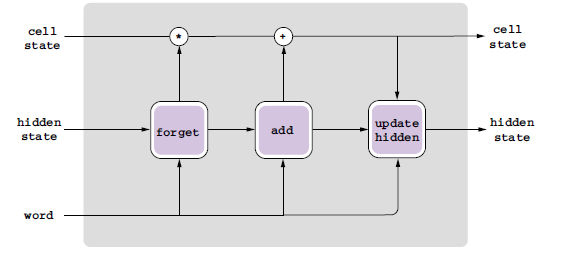 cell
state
*
+
cell
state
hidden
state
forget
add
update
hidden
hidden
state
word